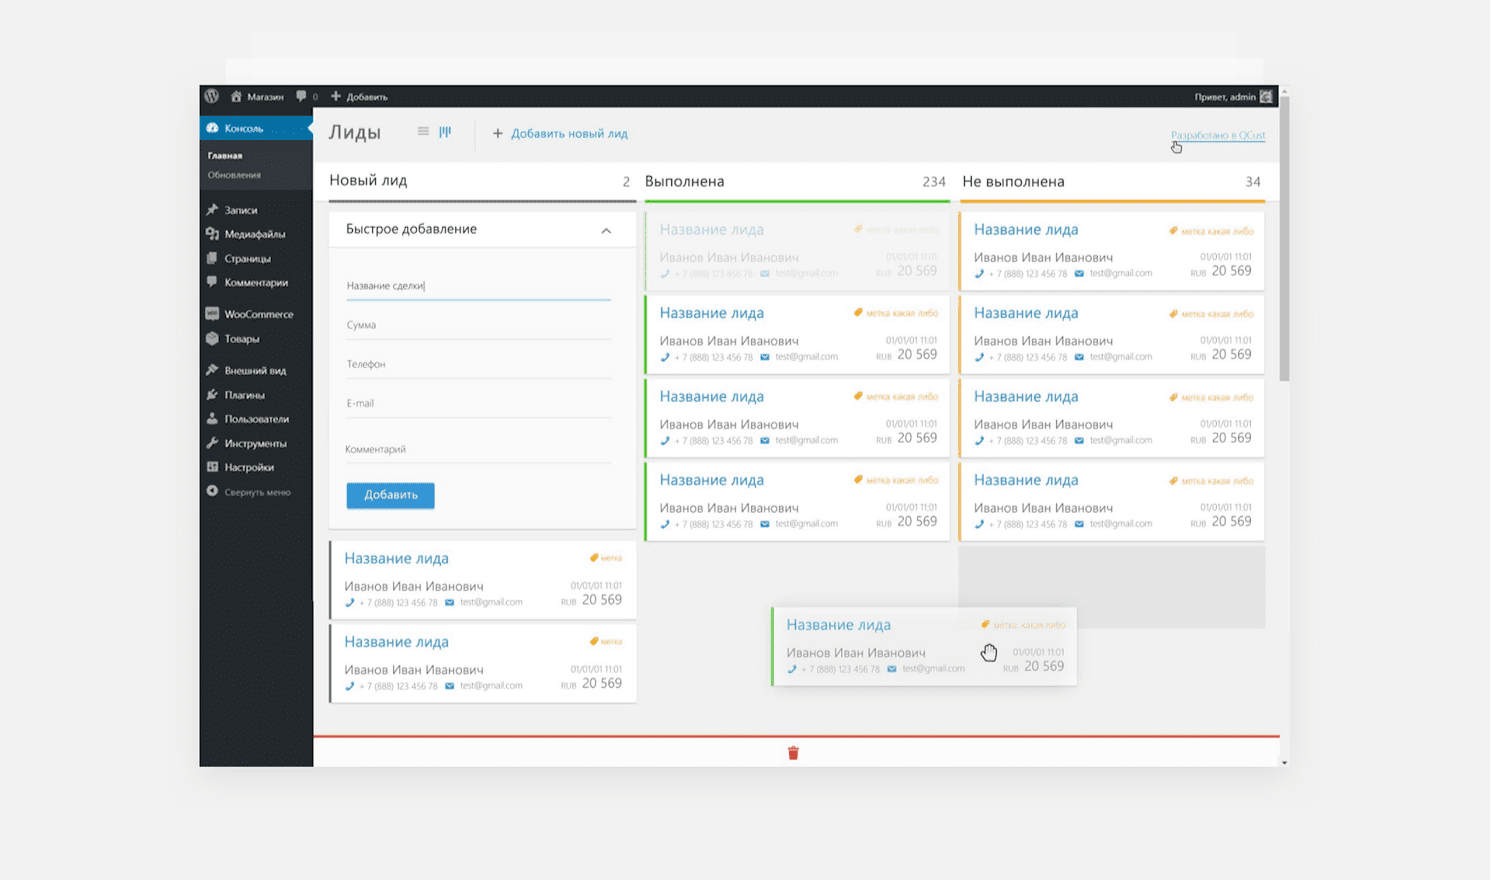 Магазин 0 Добавить Привет, admin
Консоль
Главная
Обновления
Записи
Медиафайлы
Страницы
Комментарии
WooCommerce
Товары
Внешний вид
Плагины
Пользователи
Инструменты
Настройки
Свернуть меню
Лиды + Добавить новый лид Разработано в QCust
Новый лид 2
Быстрое добавление
Название сделки
Сумма
Телефон
E-mail
Комментарий
Добавить
Название лида метка
Иванов Иван Иванович 01/01/01 11:01
+ 7 (888) 123 456 78 test@gmail.com RUB 20 569
Название лида метка
Иванов Иван Иванович 01/01/01 11:01
+ 7 (888) 123 456 78 test@gmail.com RUB 20 569
Выполнена 234
Название лида метка какая либо
Иванов Иван Иванович 01/01/01 11:01
+ 7 (888) 123 456 78 test@gmail.com RUB 20 569
Название лида метка какая либо
Иванов Иван Иванович 01/01/01 11:01
+ 7 (888) 123 456 78 test@gmail.com RUB 20 569
Название лида метка какая либо
Иванов Иван Иванович 01/01/01 11:01
+ 7 (888) 123 456 78 test@gmail.com RUB 20 569
Название лида метка какая либо
Иванов Иван Иванович 01/01/01 11:01
+ 7 (888) 123 456 78 test@gmail.com RUB 20 569
Не выполнена 34
Название лида метка какая либо
Иванов Иван Иванович 01/01/01 11:01
+ 7 (888) 123 456 78 test@gmail.com RUB 20 569
Название лида метка какая либо
Иванов Иван Иванович 01/01/01 11:01
+ 7 (888) 123 456 78 test@gmail.com RUB 20 569
Название лида метка какая либо
Иванов Иван Иванович 01/01/01 11:01
+ 7 (888) 123 456 78 test@gmail.com RUB 20 569
Название лида метка какая либо
Иванов Иван Иванович 01/01/01 11:01
+ 7 (888) 123 456 78 test@gmail.com RUB 20 569
Название лида метка какая либо
Иванов Иван Иванович 01/01/01 11:01
+ 7 (888) 123 456 78 test@gmail.com RUB 20 569